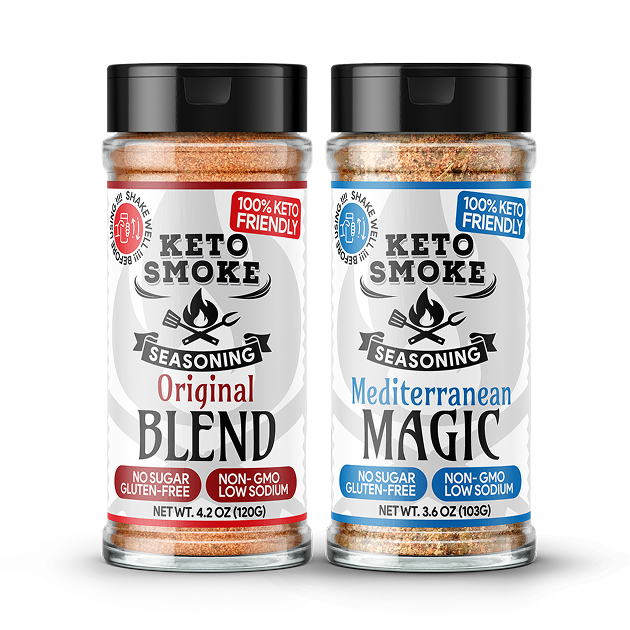 SHAKE WELL !!!! BEFORE USING !!!!
100% KETO
FRIENDLY
KETO
SMOKE
SEASONING
Original
BLEND
NO SUGAR
GLUTEN-FREE
NON- GMO
LOW SODIUM
NET WT. 4.2 OZ (120G)
SHAKE WELL !!!! BEFORE USING !!!!
100% KETO
FRIENDLY
KETO
SMOKE
SEASONING
Mediterranean
MAGIC
NO SUGAR
GLUTEN-FREE
NON- GMO
LOW SODIUM
NET WT. 3.6 OZ (103G)